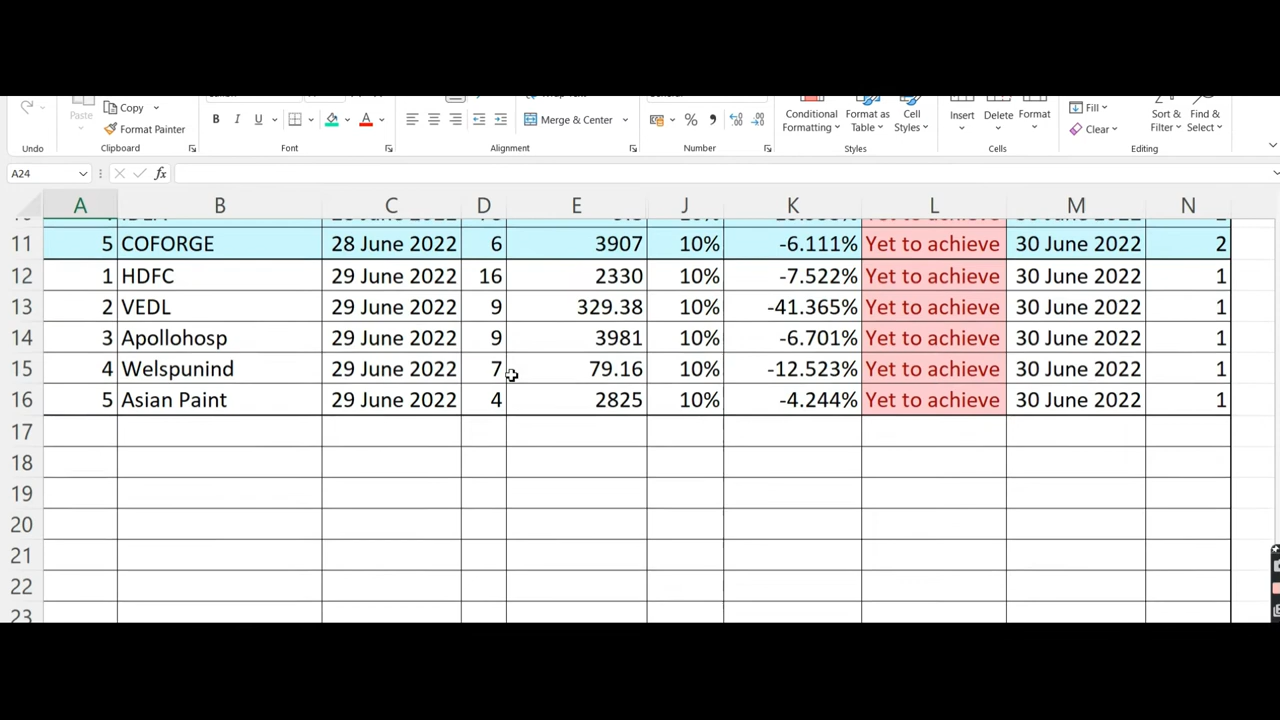 Copy
Paste
Format Painter
B I U A
Merge & Center
% ,
Conditional Formatting
Format as Table
Cell Styles
Insert
Delete
Format
Fill
Clear
Sort & Filter
Find & Select
Undo
Clipboard
Font
Alignment
Number
Styles
Cells
Editing
A24 fx
A B C D E J K L M N
11 5 COFORGE 28 June 2022 6 3907 10% -6.111% Yet to achieve 30 June 2022 2
12 1 HDFC 29 June 2022 16 2330 10% -7.522% Yet to achieve 30 June 2022 1
13 2 VEDL 29 June 2022 9 329.38 10% -41.365% Yet to achieve 30 June 2022 1
14 3 Apollohosp 29 June 2022 9 3981 10% -6.701% Yet to achieve 30 June 2022 1
15 4 Welspunind 29 June 2022 7 79.16 10% -12.523% Yet to achieve 30 June 2022 1
16 5 Asian Paint 29 June 2022 4 2825 10% -4.244% Yet to achieve 30 June 2022 1
17
18
19
20
21
22
23